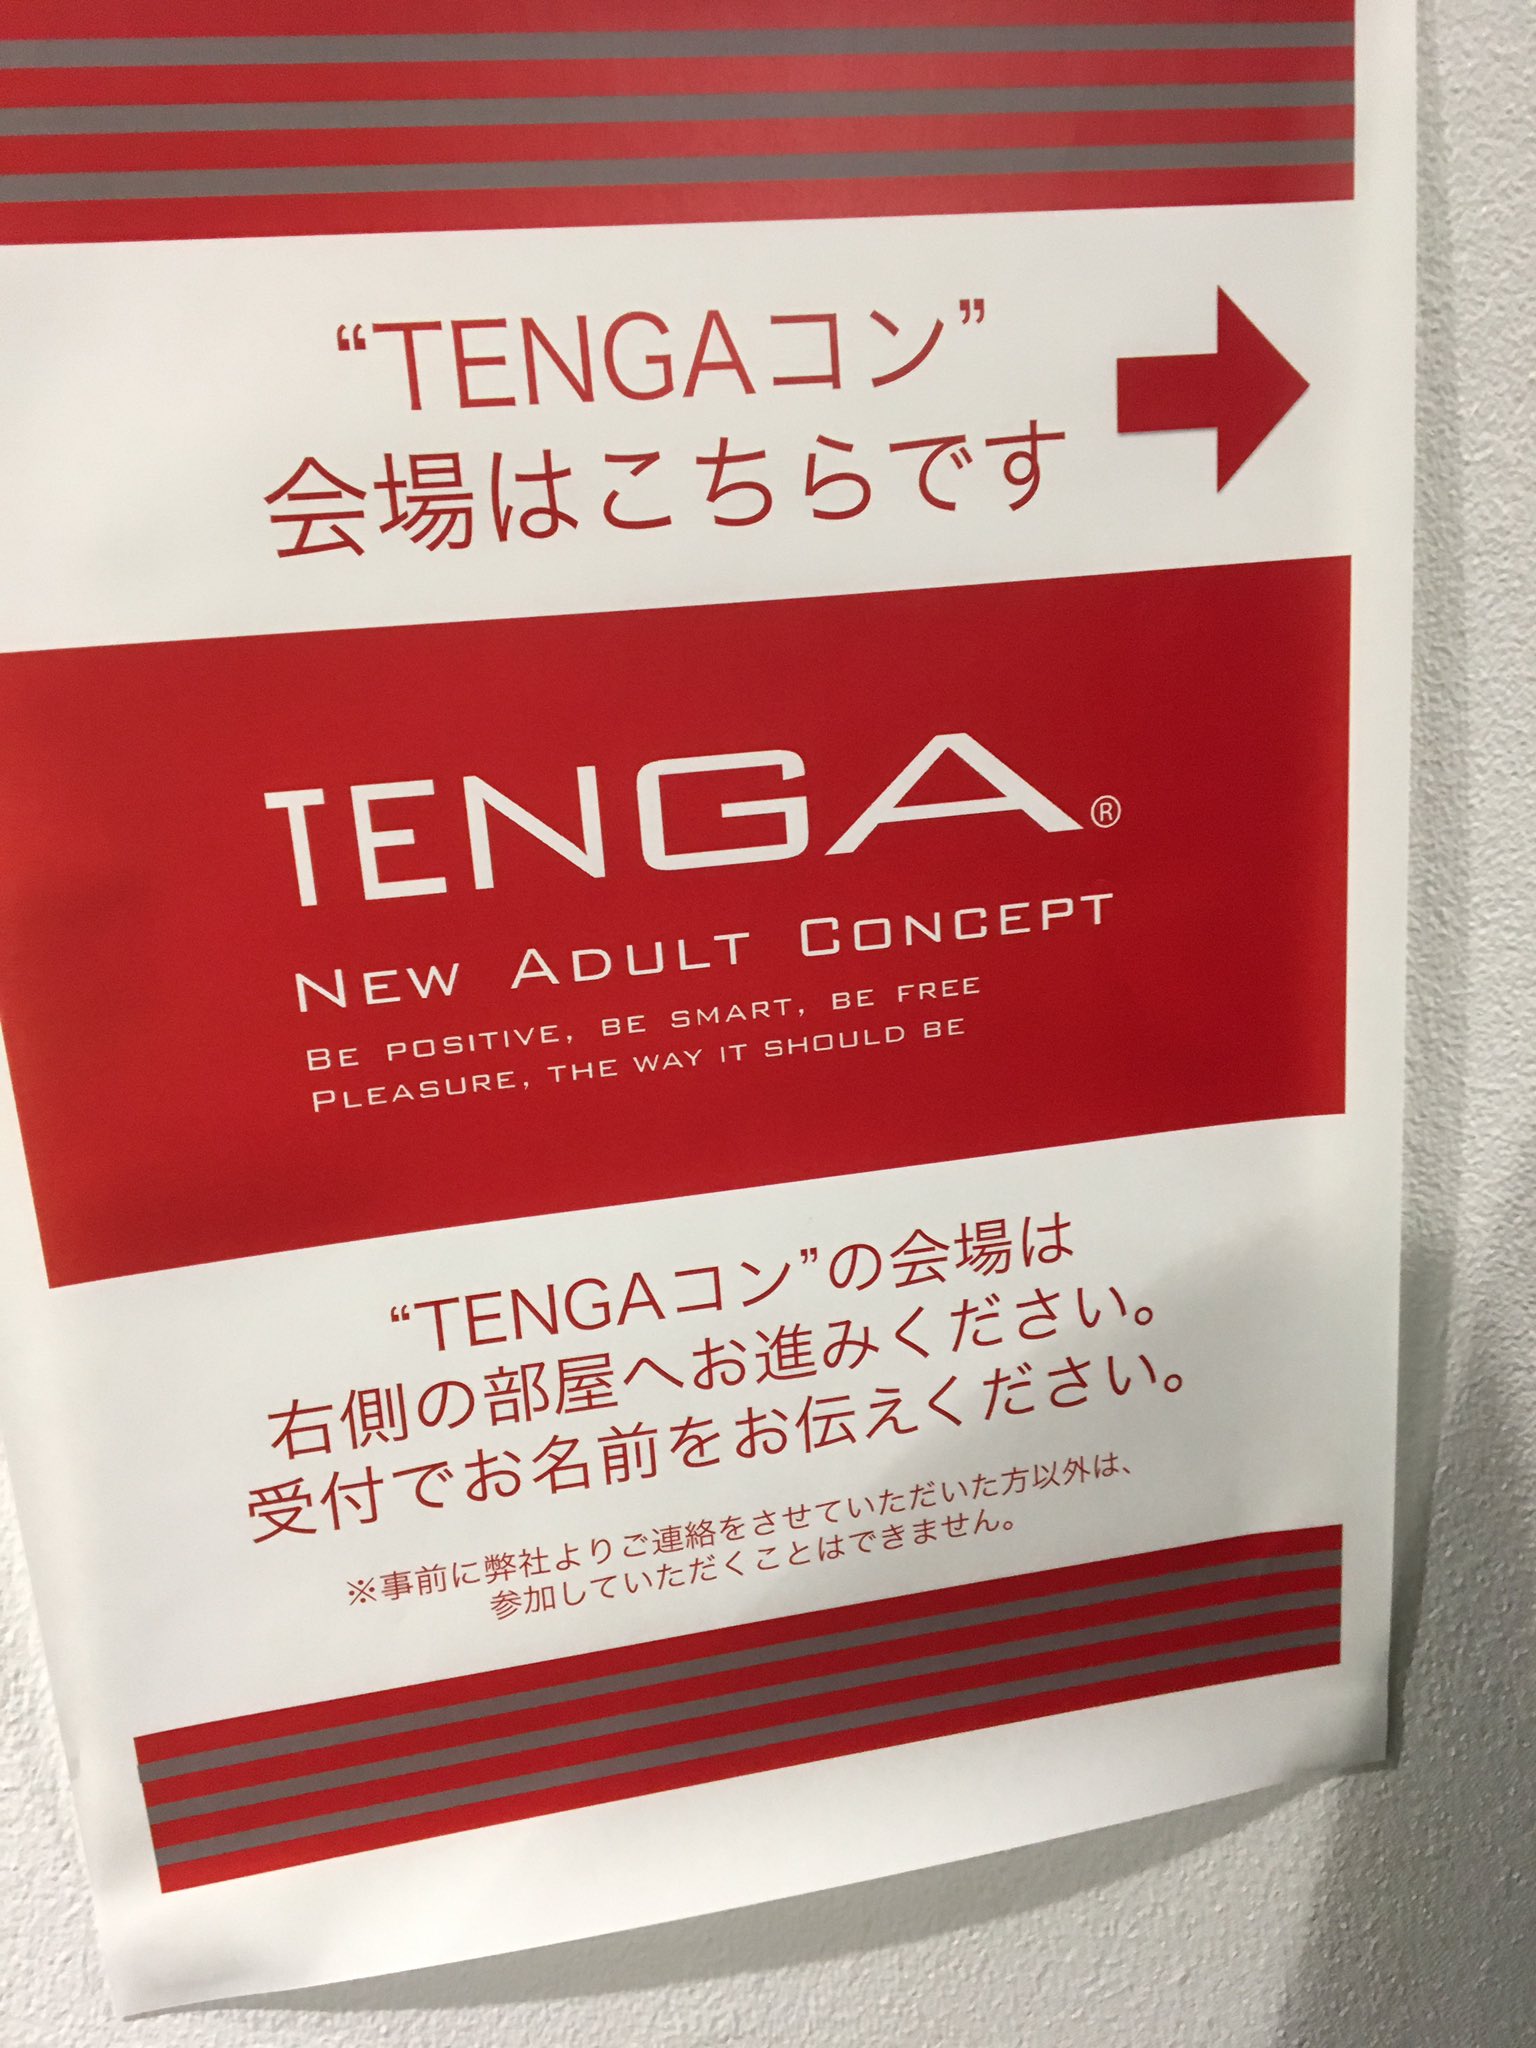 “TENGAコン”
会場はこちらです
TENGA®
NEW ADULT CONCEPT
BE POSITIVE, BE SMART, BE FREE
PLEASURE, THE WAY IT SHOULD BE
“TENGAコン”の会場は
右側の部屋へお進みください。
受付でお名前をお伝えください。
※事前に弊社よりご連絡をさせていただいた方以外は、
参加していただくことはできません。